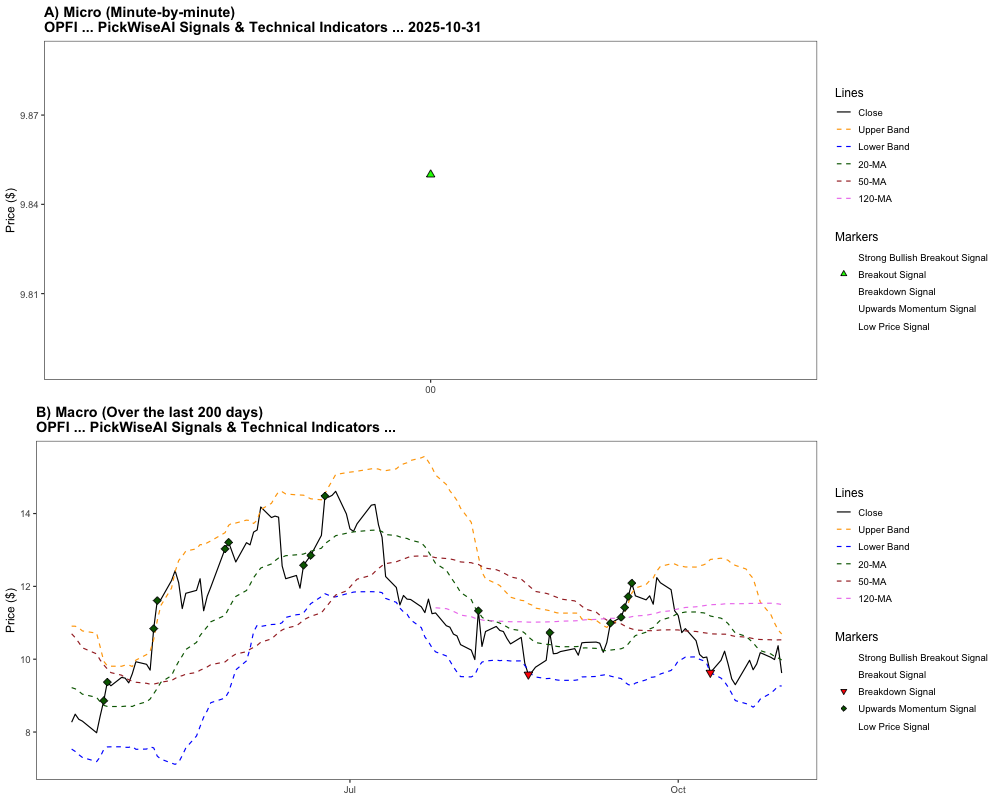 A) Micro (Minute-by-minute)
OPFI ... PickWiseAI Signals & Technical Indicators ... 2025-10-31
Price ($)
9.87
9.84
9.81
00
Lines
Close
Upper Band
Lower Band
20-MA
50-MA
120-MA
Markers
Strong Bullish Breakout Signal
Breakout Signal
Breakdown Signal
Upwards Momentum Signal
Low Price Signal
B) Macro (Over the last 200 days)
OPFI ... PickWiseAI Signals & Technical Indicators ...
Price ($)
14
12
10
8
Jul
Oct
Lines
Close
Upper Band
Lower Band
20-MA
50-MA
120-MA
Markers
Strong Bullish Breakout Signal
Breakout Signal
Breakdown Signal
Upwards Momentum Signal
Low Price Signal